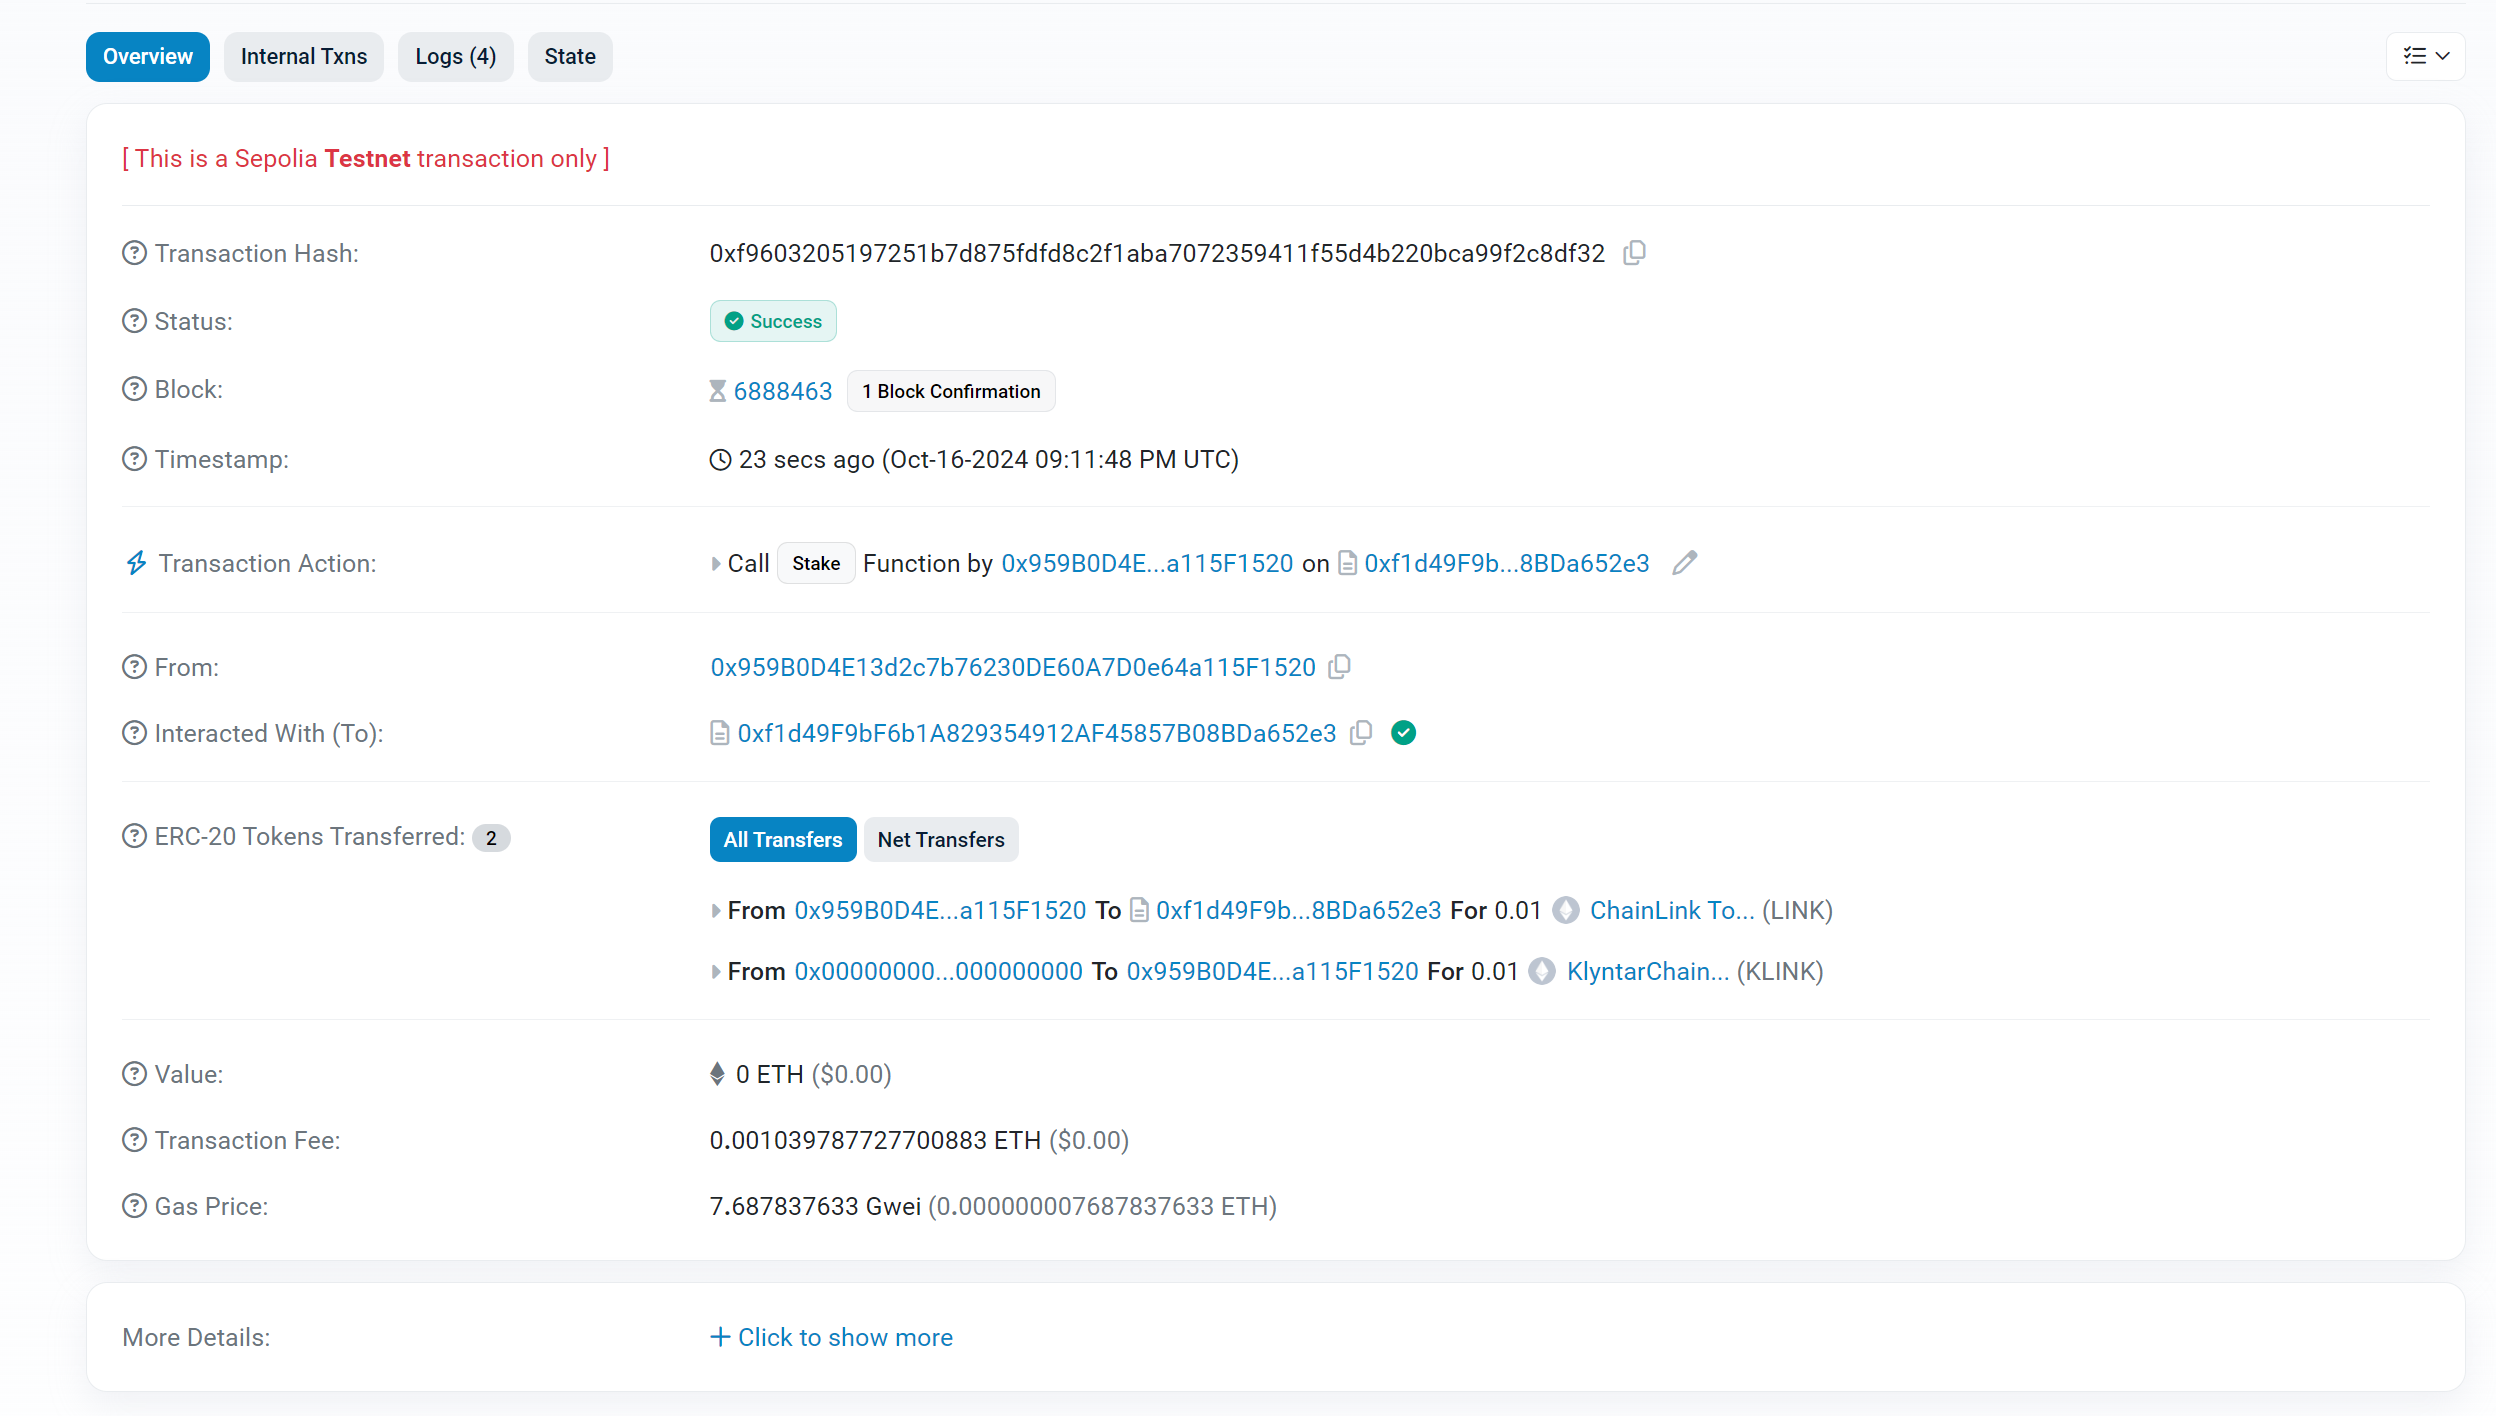 Overview Internal Txns Logs (4) State
[ This is a Sepolia Testnet transaction only ]
Transaction Hash: 0xf9603205197251b7d875fdfd8c2f1aba7072359411f55d4b220bca99f2c8df32
Status: Success
Block: 6888463 1 Block Confirmation
Timestamp: 23 secs ago (Oct-16-2024 09:11:48 PM UTC)
Transaction Action: Call Stake Function by 0x959B0D4E...a115F1520 on 0xf1d49F9b...8BDa652e3
From: 0x959B0D4E13d2c7b76230DE60A7D0e64a115F1520
Interacted With (To): 0xf1d49F9bF6b1A829354912AF45857B08BDa652e3
ERC-20 Tokens Transferred: 2 All Transfers Net Transfers
From 0x959B0D4E...a115F1520 To 0xf1d49F9b...8BDa652e3 For 0.01 ChainLink To... (LINK)
From 0x00000000...000000000 To 0x959B0D4E...a115F1520 For 0.01 KlyntarChain... (KLINK)
Value: 0 ETH ($0.00)
Transaction Fee: 0.001039787727700883 ETH ($0.00)
Gas Price: 7.687837633 Gwei (0.000000007687837633 ETH)
More Details: + Click to show more